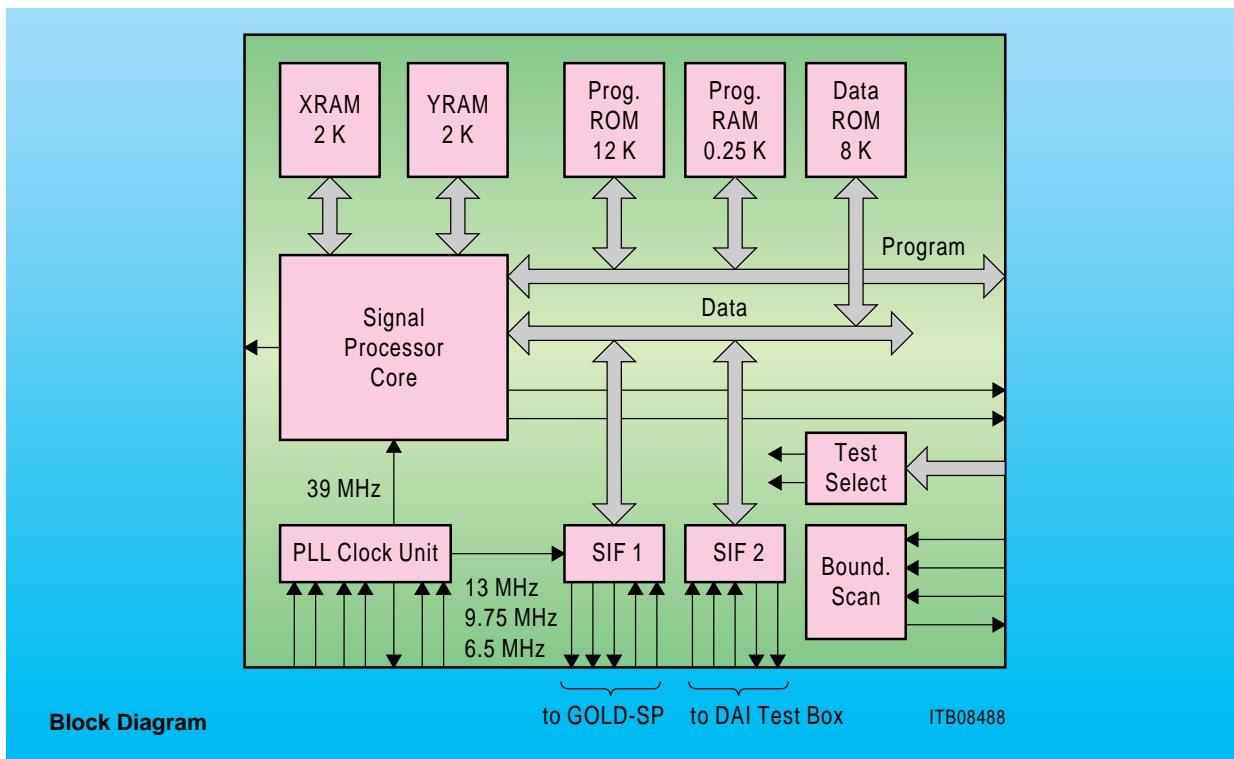 XRAM
2 K
YRAM
2 K
Prog.
ROM
12 K
Prog.
RAM
0.25 K
Data
ROM
8 K
Program
Data
Signal
Processor
Core
39 MHz
Test
Select
PLL Clock Unit
SIF 1
SIF 2
Bound.
Scan
13 MHz
9.75 MHz
6.5 MHz
to GOLD-SP
to DAI Test Box
Block Diagram
ITB08488